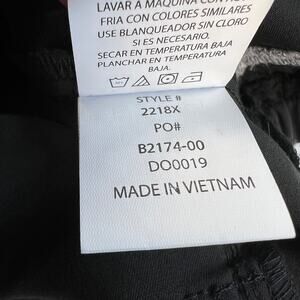 LAVAR A MAQUINA CON AGUA
FRIA CON COLORES SIMILARES
USE BLANQUEADOR SIN CLORO
SI ES NECESARIO.
SECAR EN TEMPERATURA BAJA
PLANCHAR EN TEMPERATURA
BAJA.
STYLE #
2218X
PO#
B2174-00
DO0019
MADE IN VIETNAM